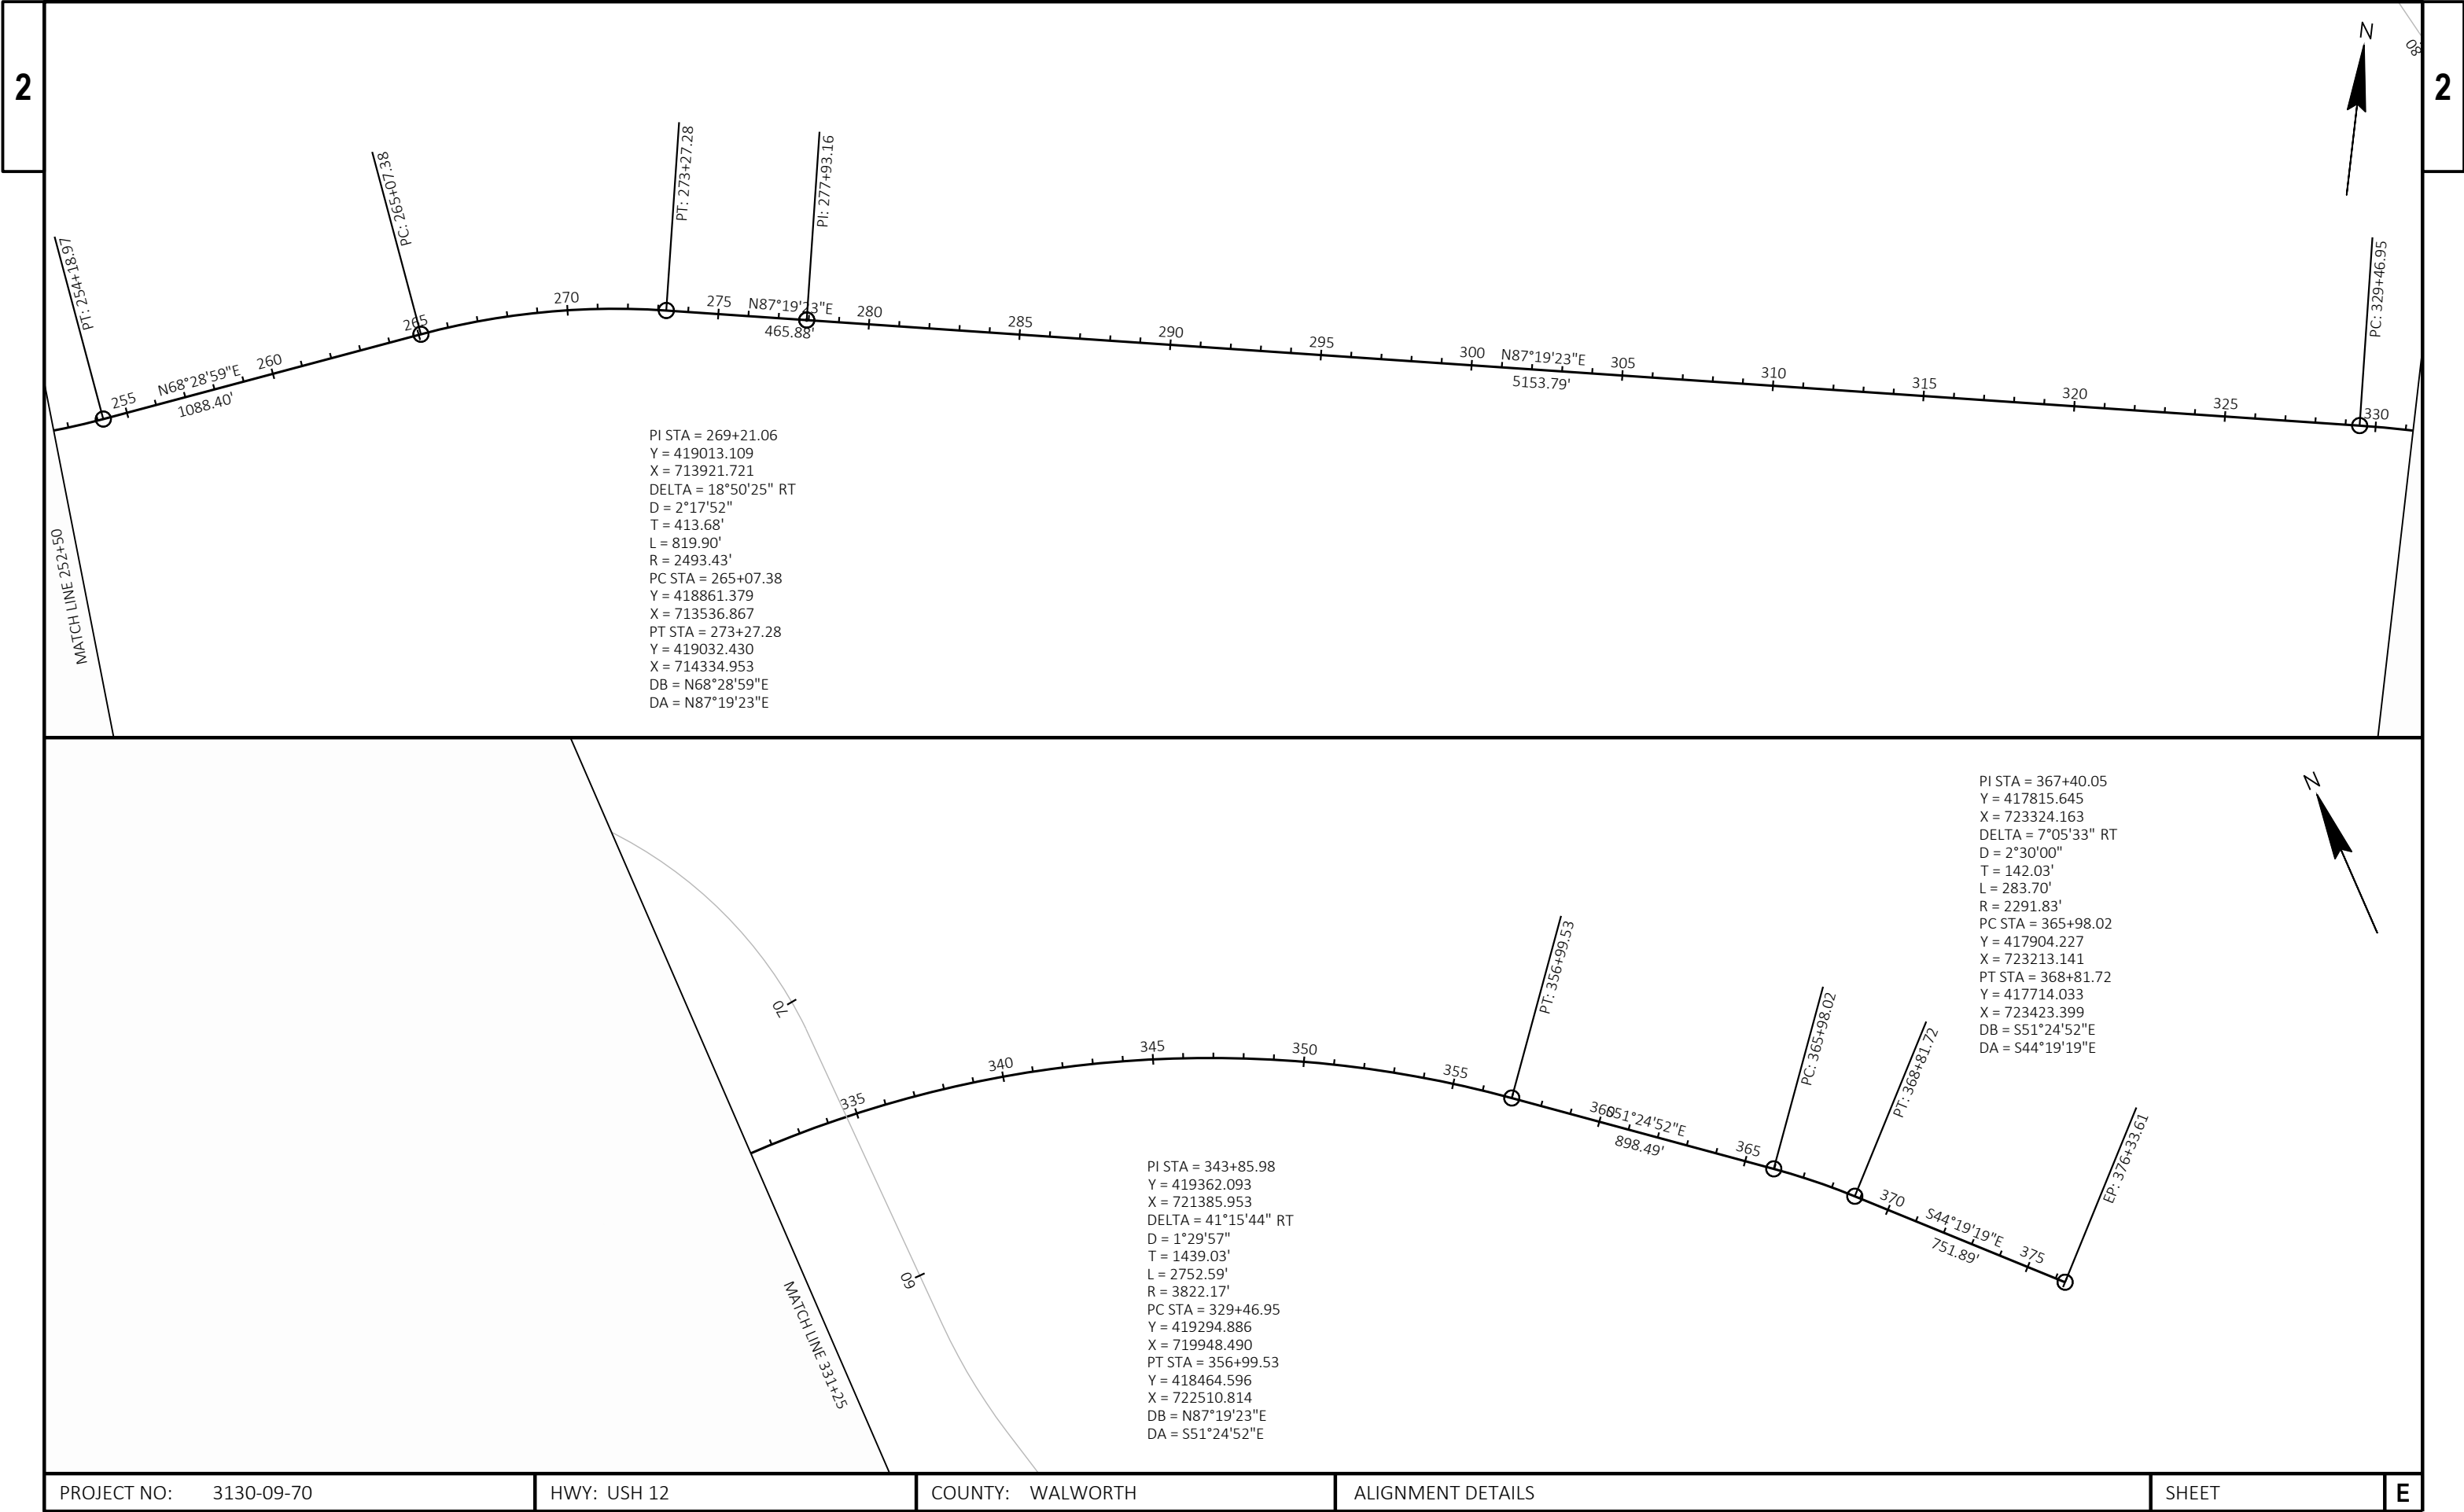 2
2
N
80
PT: 254+18.97
PC: 265+07.38
PT: 273+27.28
PI: 277+93.16
PC: 329+46.95
255
N68°28'59"E
1088.40'
260
265
270
275
N87°19'23"E
465.88'
280
285
290
295
300
N87°19'23"E
5153.79'
305
310
315
320
325
330
MATCH LINE 252+50
PI STA = 269+21.06
Y = 419013.109
X = 713921.721
DELTA = 18°50'25" RT
D = 2°17'52"
T = 413.68'
L = 819.90'
R = 2493.43'
PC STA = 265+07.38
Y = 418861.379
X = 713536.867
PT STA = 273+27.28
Y = 419032.430
X = 714334.953
DB = N68°28'59"E
DA = N87°19'23"E
N
PI STA = 367+40.05
Y = 417815.645
X = 723324.163
DELTA = 7°05'33" RT
D = 2°30'00"
T = 142.03'
L = 283.70'
R = 2291.83'
PC STA = 365+98.02
Y = 417904.227
X = 723213.141
PT STA = 368+81.72
Y = 417714.033
X = 723423.399
DB = S51°24'52"E
DA = S44°19'19"E
70
60
MATCH LINE 331+25
335
340
345
350
355
PT: 356+99.53
360
S51°24'52"E
898.49'
365
PC: 365+98.02
PT: 368+81.72
370
S44°19'19"E
751.89'
375
EP: 376+33.61
PI STA = 343+85.98
Y = 419362.093
X = 721385.953
DELTA = 41°15'44" RT
D = 1°29'57"
T = 1439.03'
L = 2752.59'
R = 3822.17'
PC STA = 329+46.95
Y = 419294.886
X = 719948.490
PT STA = 356+99.53
Y = 418464.596
X = 722510.814
DB = N87°19'23"E
DA = S51°24'52"E
PROJECT NO: 3130-09-70
HWY: USH 12
COUNTY: WALWORTH
ALIGNMENT DETAILS
SHEET
E